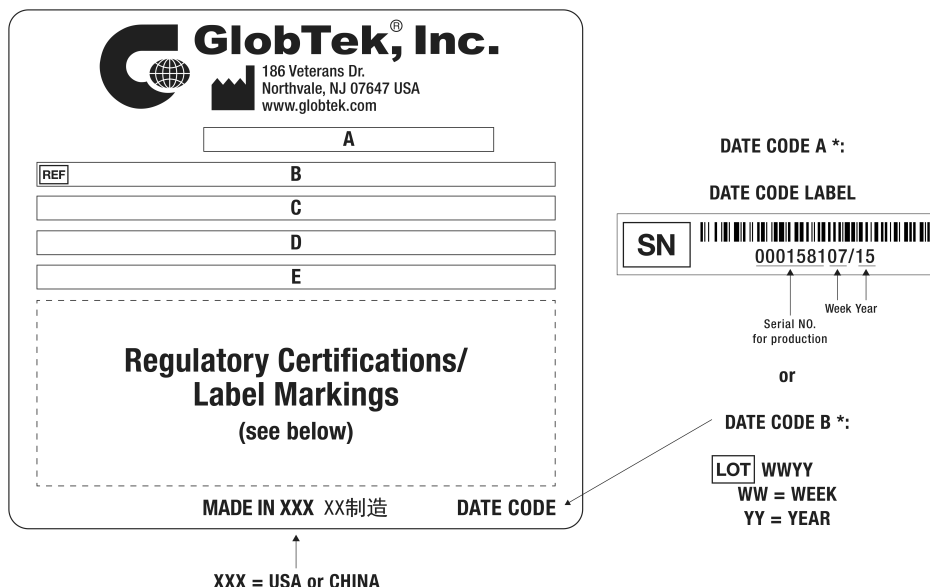 GlobTek,® Inc.
186 Veterans Dr.
Northvale, NJ 07647 USA
www.globtek.com
A
REF B
C
D
E
Regulatory Certifications/
Label Markings
(see below)
MADE IN XXX XX制造 DATE CODE
XXX = USA or CHINA
DATE CODE A *:
DATE CODE LABEL
SN
00015810​7/15
Week Year
Serial NO.
for production
or
DATE CODE B *:
LOT WWYY
WW = WEEK
YY = YEAR